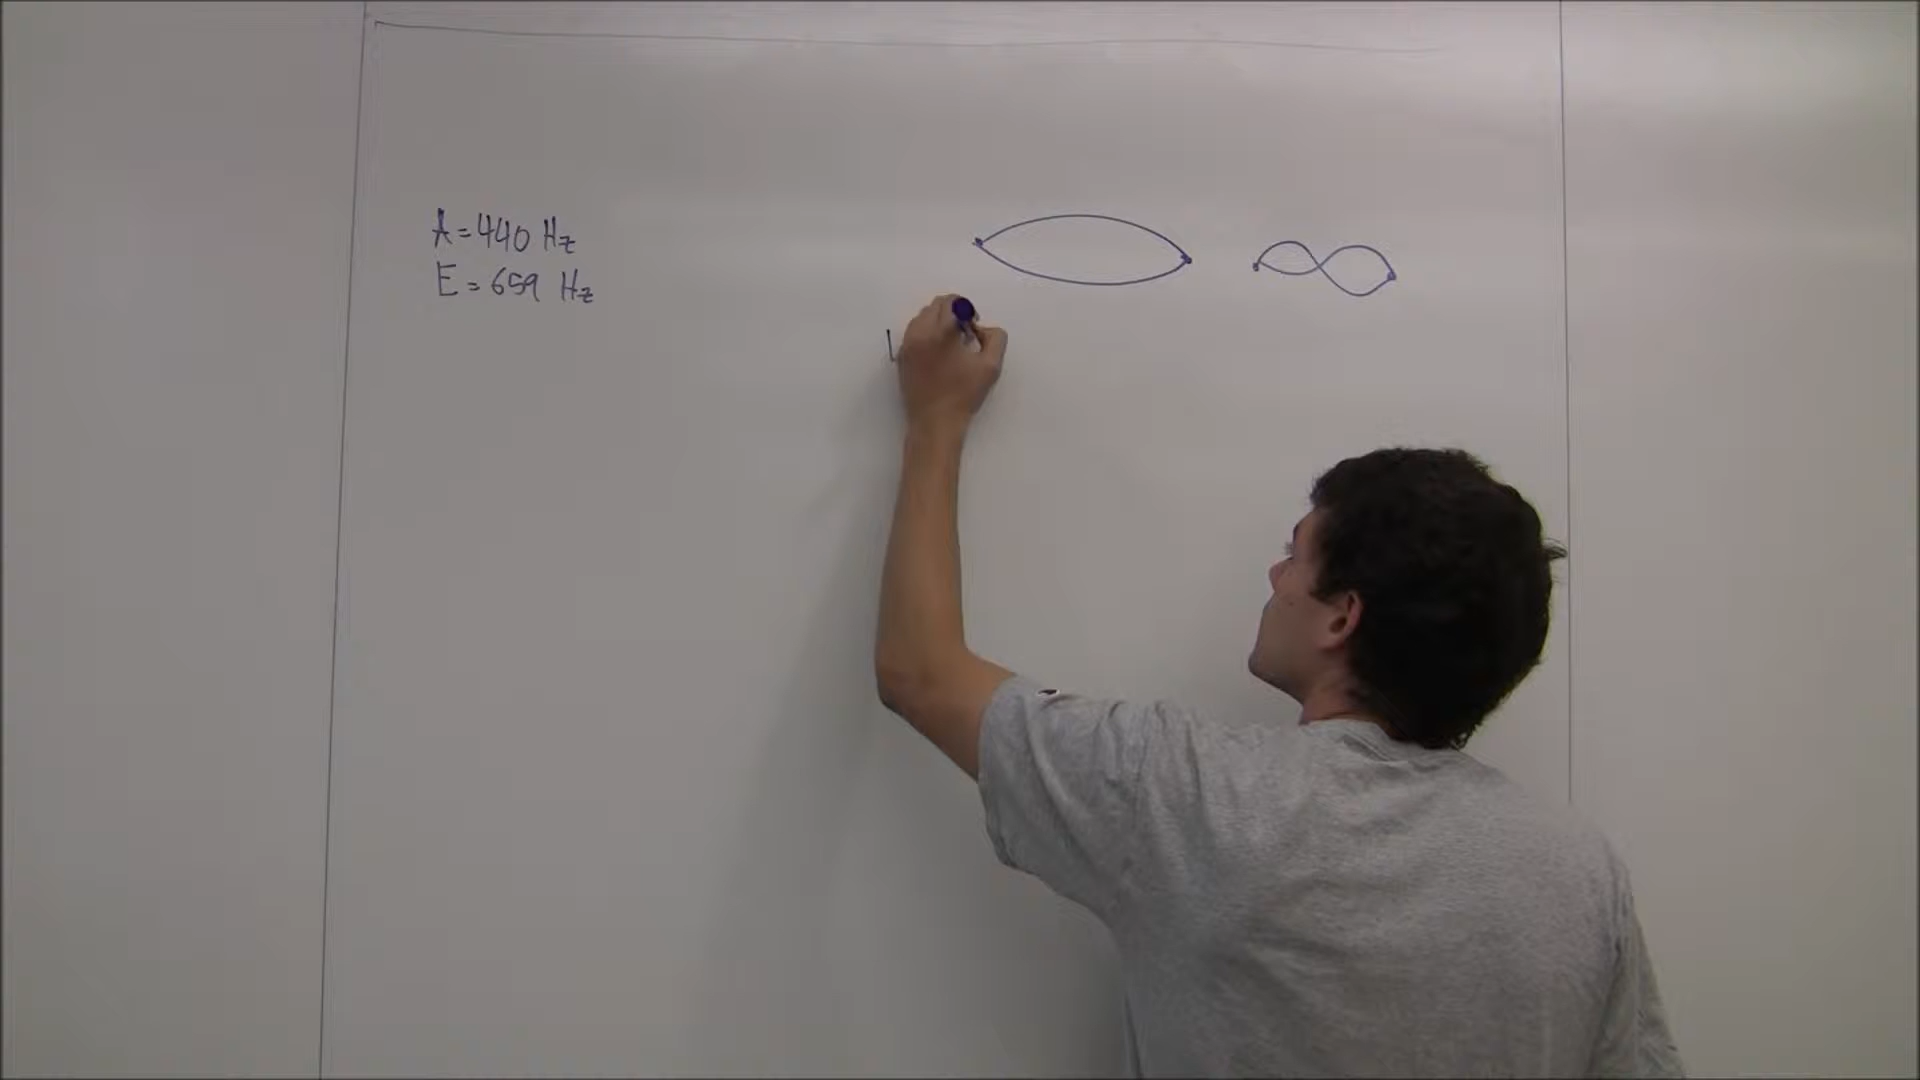 A = 440 Hz
E = 659 Hz